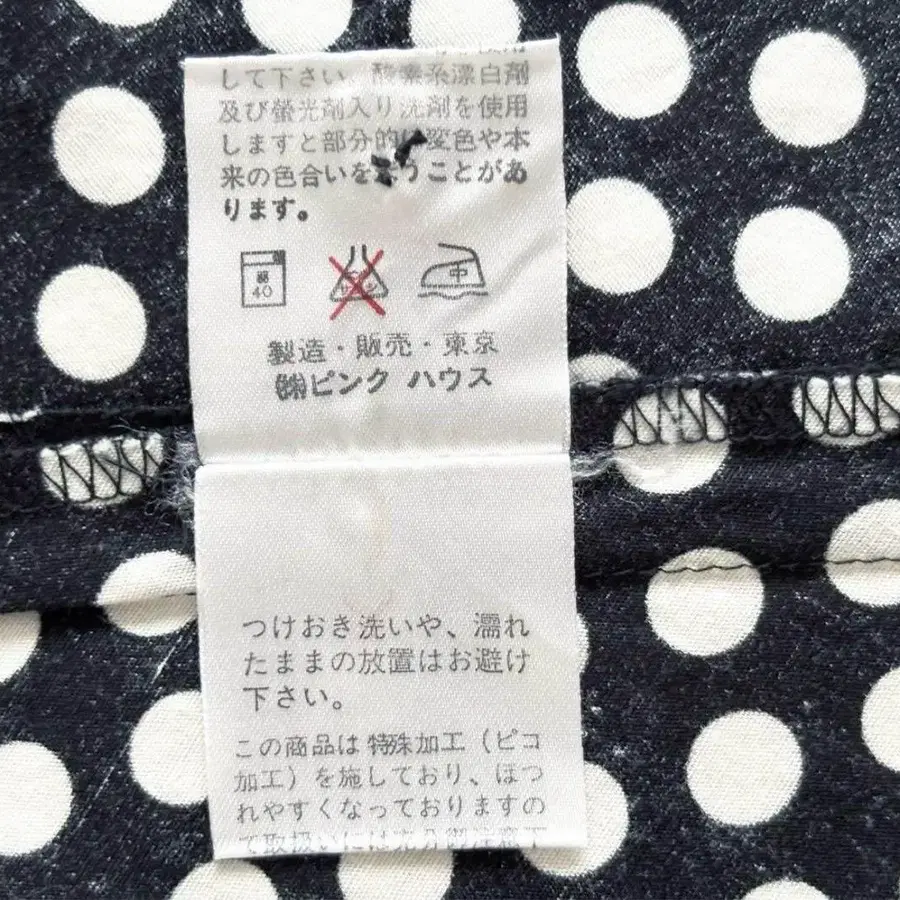 して下さい。酸素系漂白剤
及び螢光剤入り洗剤を使用
しますと部分的に変色や本
来の色合いを失うことがあ
ります。
弱
40
中
製造・販売・東京
㈱ピンク ハウス
つけおき洗いや、濡れ
たままの放置はお避け
下さい。
この商品は特殊加工(ピコ
加工)を施しており、ほつ
れやすくなっておりますの